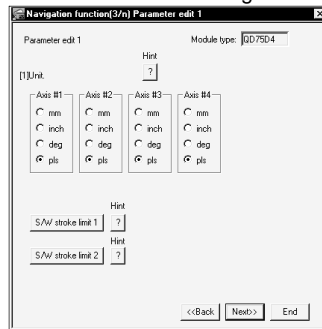 Navigation function(3/n) Parameter edit 1
Parameter edit 1
Module type: QD75D4
Hint
[1]Unit.
?
Axis #1 Axis #2 Axis #3 Axis #4
mm mm mm mm
inch inch inch inch
deg deg deg deg
pls pls pls pls
Hint
S/W stroke limit 1 ?
Hint
S/W stroke limit 2 ?
<<Back Next>> End